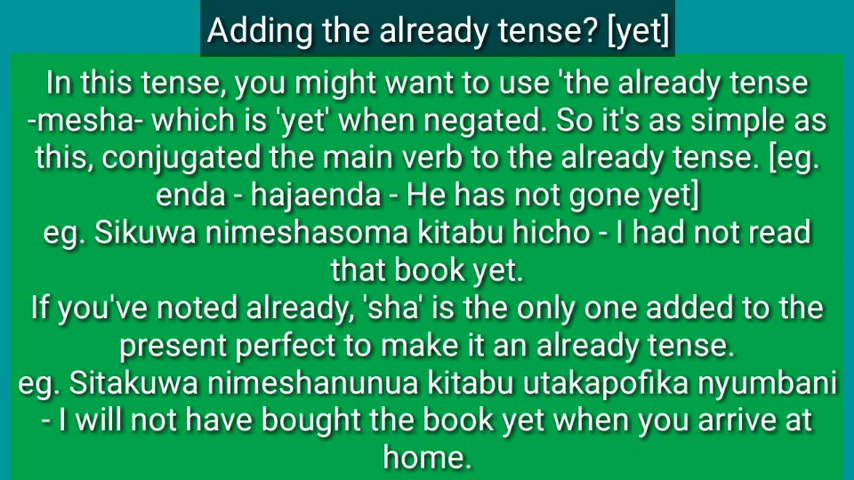 Adding the already tense? [yet]
In this tense, you might want to use 'the already tense
-mesha- which is 'yet' when negated. So it's as simple as
this, conjugated the main verb to the already tense. [eg.
enda - hajaenda - He has not gone yet]
eg. Sikuwa nimeshasoma kitabu hicho - I had not read
that book yet.
If you've noted already, 'sha' is the only one added to the
present perfect to make it an already tense.
eg. Sitakuwa nimeshanunua kitabu utakapofika nyumbani
- I will not have bought the book yet when you arrive at
home.